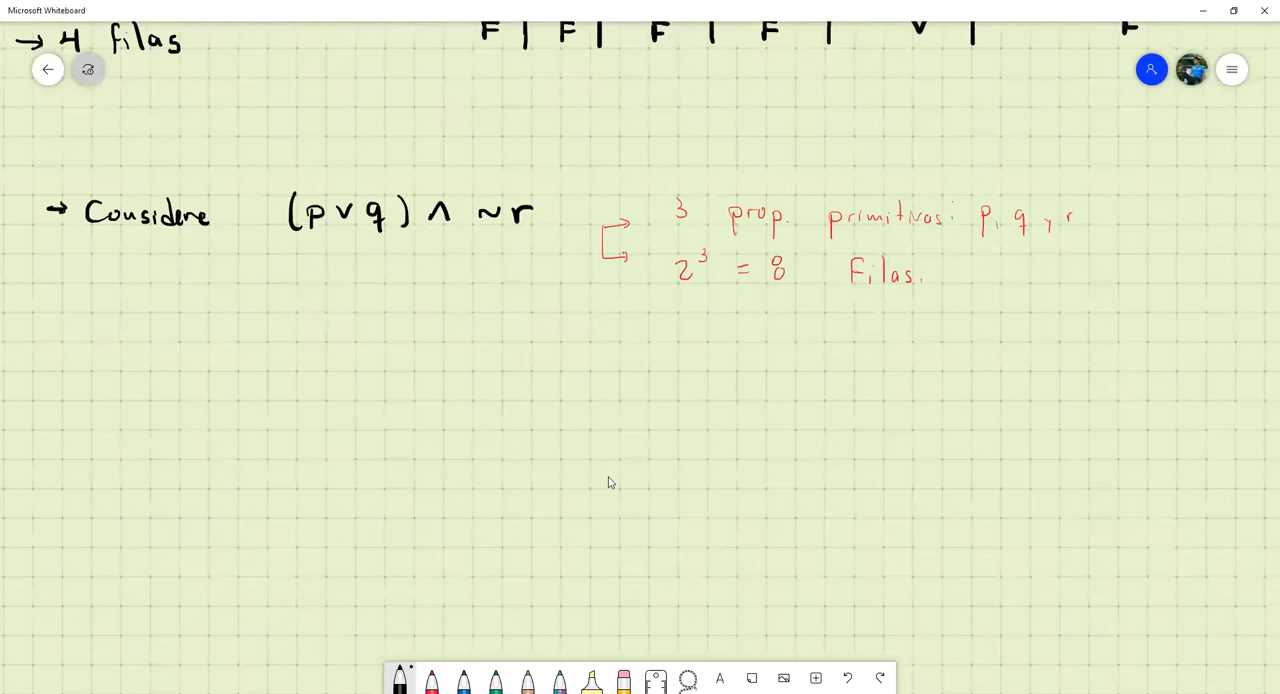 Microsoft Whiteboard
→ 4 filas
F | F | F | F | V | F
→ Considere (p ∨ q) ∧ ~r
3 prop. primitivas: p, q y r
2³ = 8 Filas.
A